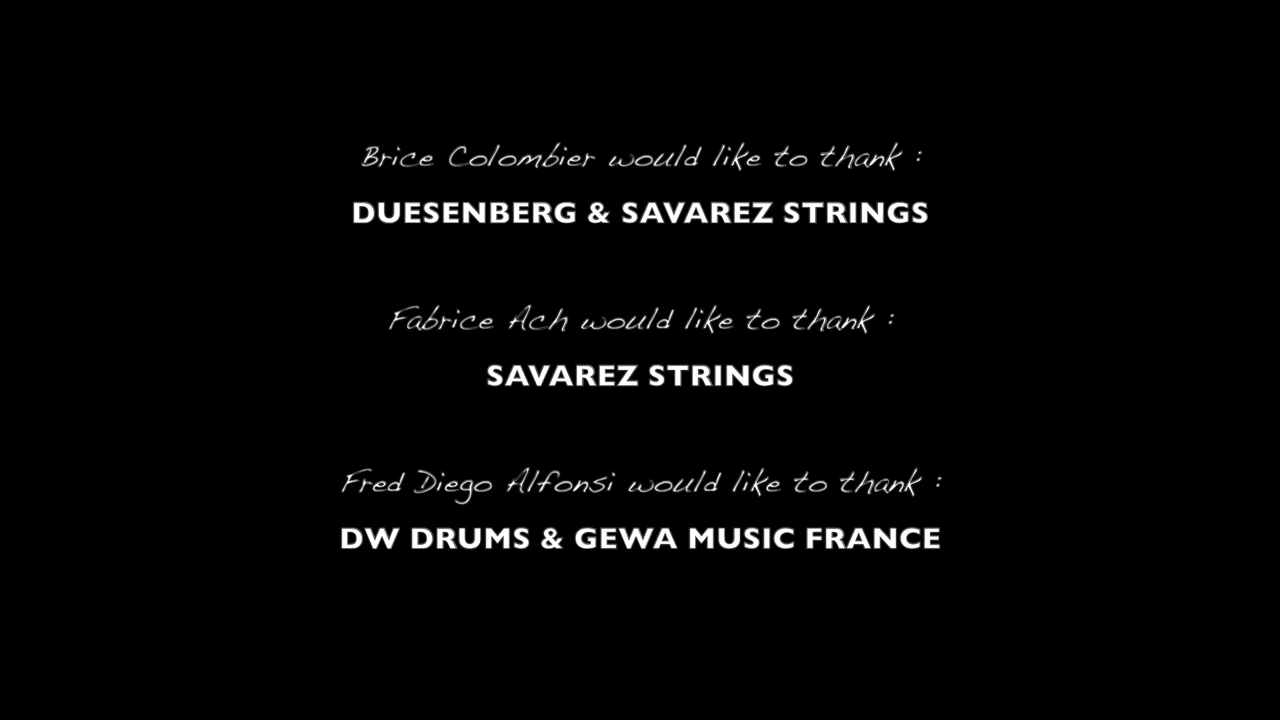 Brice Colombier would like to thank :
DUESENBERG & SAVAREZ STRINGS
Fabrice Ach would like to thank :
SAVAREZ STRINGS
Fred Diego Alfonsi would like to thank :
DW DRUMS & GEWA MUSIC FRANCE